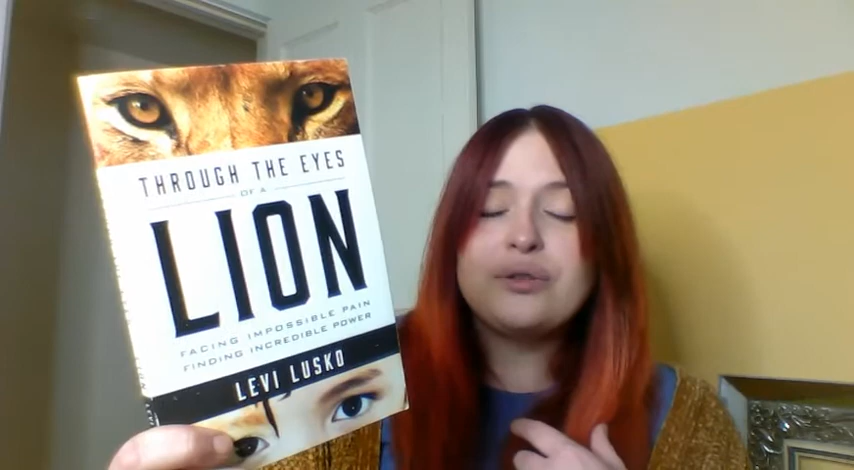 THROUGH THE EYES
OF A
LION
FACING IMPOSSIBLE PAIN
FINDING INCREDIBLE POWER
LEVI LUSKO